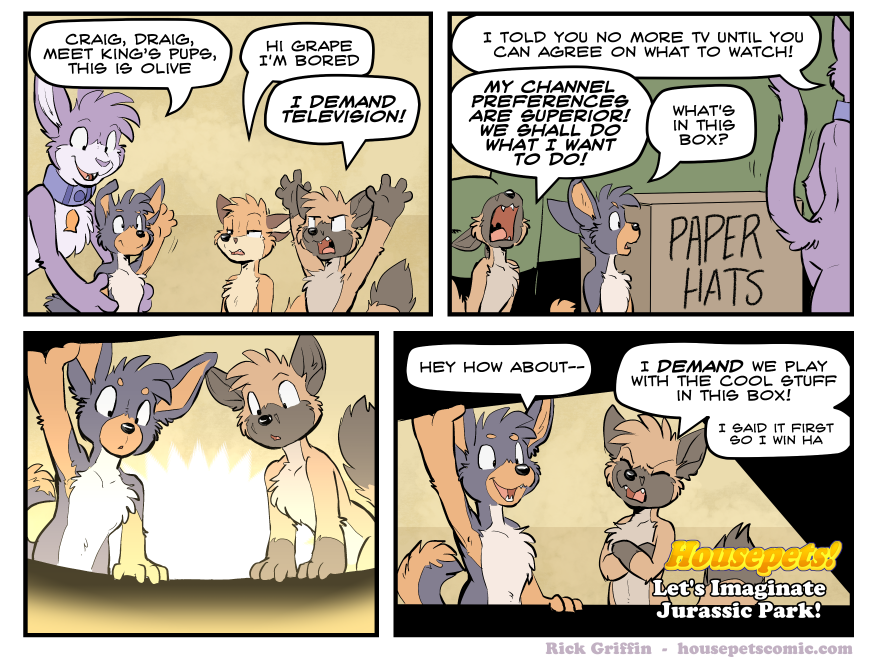 CRAIG, DRAIG,
MEET KING'S PUPS,
THIS IS OLIVE
HI GRAPE
I'M BORED
I DEMAND
TELEVISION!
I TOLD YOU NO MORE TV UNTIL YOU
CAN AGREE ON WHAT TO WATCH!
MY CHANNEL
PREFERENCES
ARE SUPERIOR!
WE SHALL DO
WHAT I WANT
TO DO!
WHAT'S
IN THIS
BOX?
PAPER
HATS
HEY HOW ABOUT--
I DEMAND WE PLAY
WITH THE COOL STUFF
IN THIS BOX!
I SAID IT FIRST
SO I WIN HA
Housepets!
Let's Imaginate
Jurassic Park!
Rick Griffin - housepetscomic.com